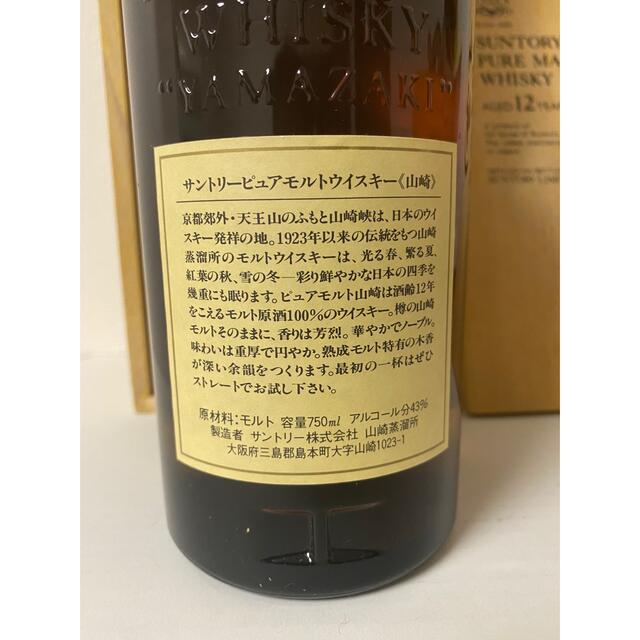 WHISKY
"YAMAZAKI"
サントリーピュアモルトウイスキー《山崎》
京都郊外・天王山のふもと山崎峡は、日本のウイ
スキー発祥の地。1923年以来の伝統をもつ山崎
蒸溜所のモルトウイスキーは、光る春、繁る夏、
紅葉の秋、雪の冬―彩り鮮やかな日本の四季を
幾重にも眠ります。ピュアモルト山崎は酒齢12年
をこえるモルト原酒100%のウイスキー。樽の山崎
モルトそのままに、香りは芳烈。華やかでノーブル。
味わいは重厚で円やか。熟成モルト特有の木香
が深い余韻をつくります。最初の一杯はぜひ
ストレートでお試し下さい。
原材料:モルト 容量750ml アルコール分43%
製造者 サントリー株式会社 山崎蒸溜所
大阪府三島郡島本町大字山崎1023-1
SUNTORY
PURE MA
WHISKY
AGED 12 YEAR